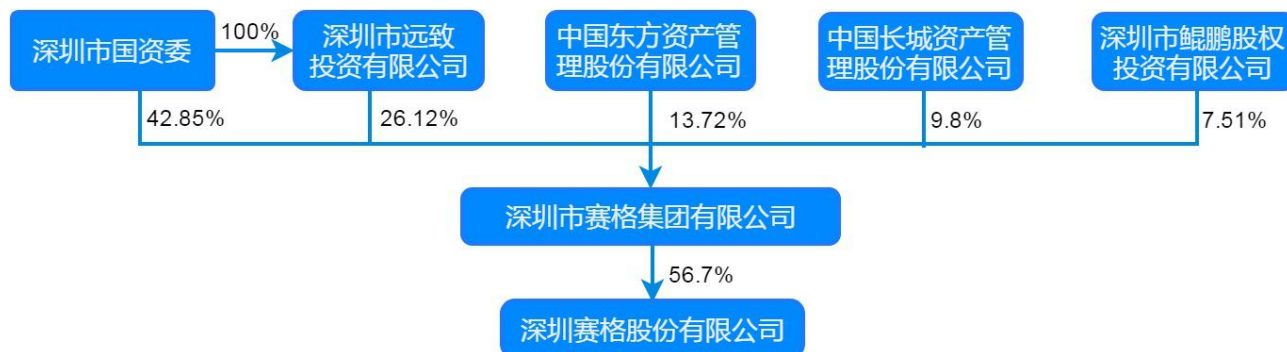 深圳市国资委
100%
深圳市远致
投资有限公司
中国东方资产管
理股份有限公司
中国长城资产管
理股份有限公司
深圳市鲲鹏股权
投资有限公司
42.85%
26.12%
13.72%
9.8%
7.51%
深圳市赛格集团有限公司
56.7%
深圳赛格股份有限公司